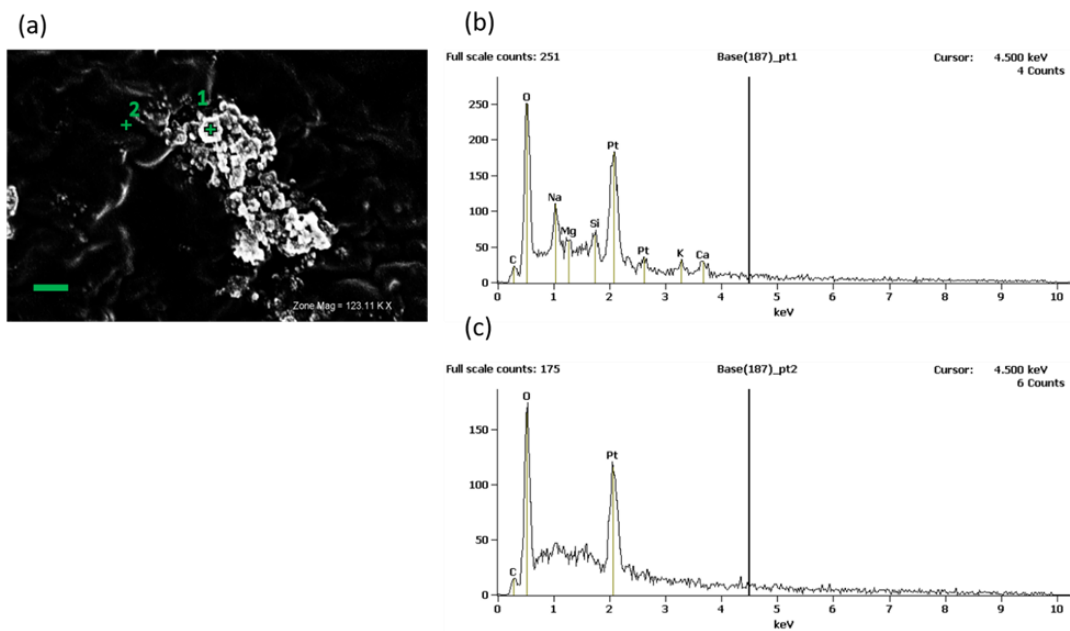 (a)
2
1
Zone Mag = 123.11 K X
(b)
Full scale counts: 251 Base(187)_pt1 Cursor: 4.500 keV
4 Counts
250
200
150
100
50
0
O
Pt
Na
Mg
Si
C
Pt
K
Ca
0 1 2 3 4 5 6 7 8 9 10
keV
(c)
Full scale counts: 175 Base(187)_pt2 Cursor: 4.500 keV
6 Counts
150
100
50
0
O
Pt
C
0 1 2 3 4 5 6 7 8 9 10
keV